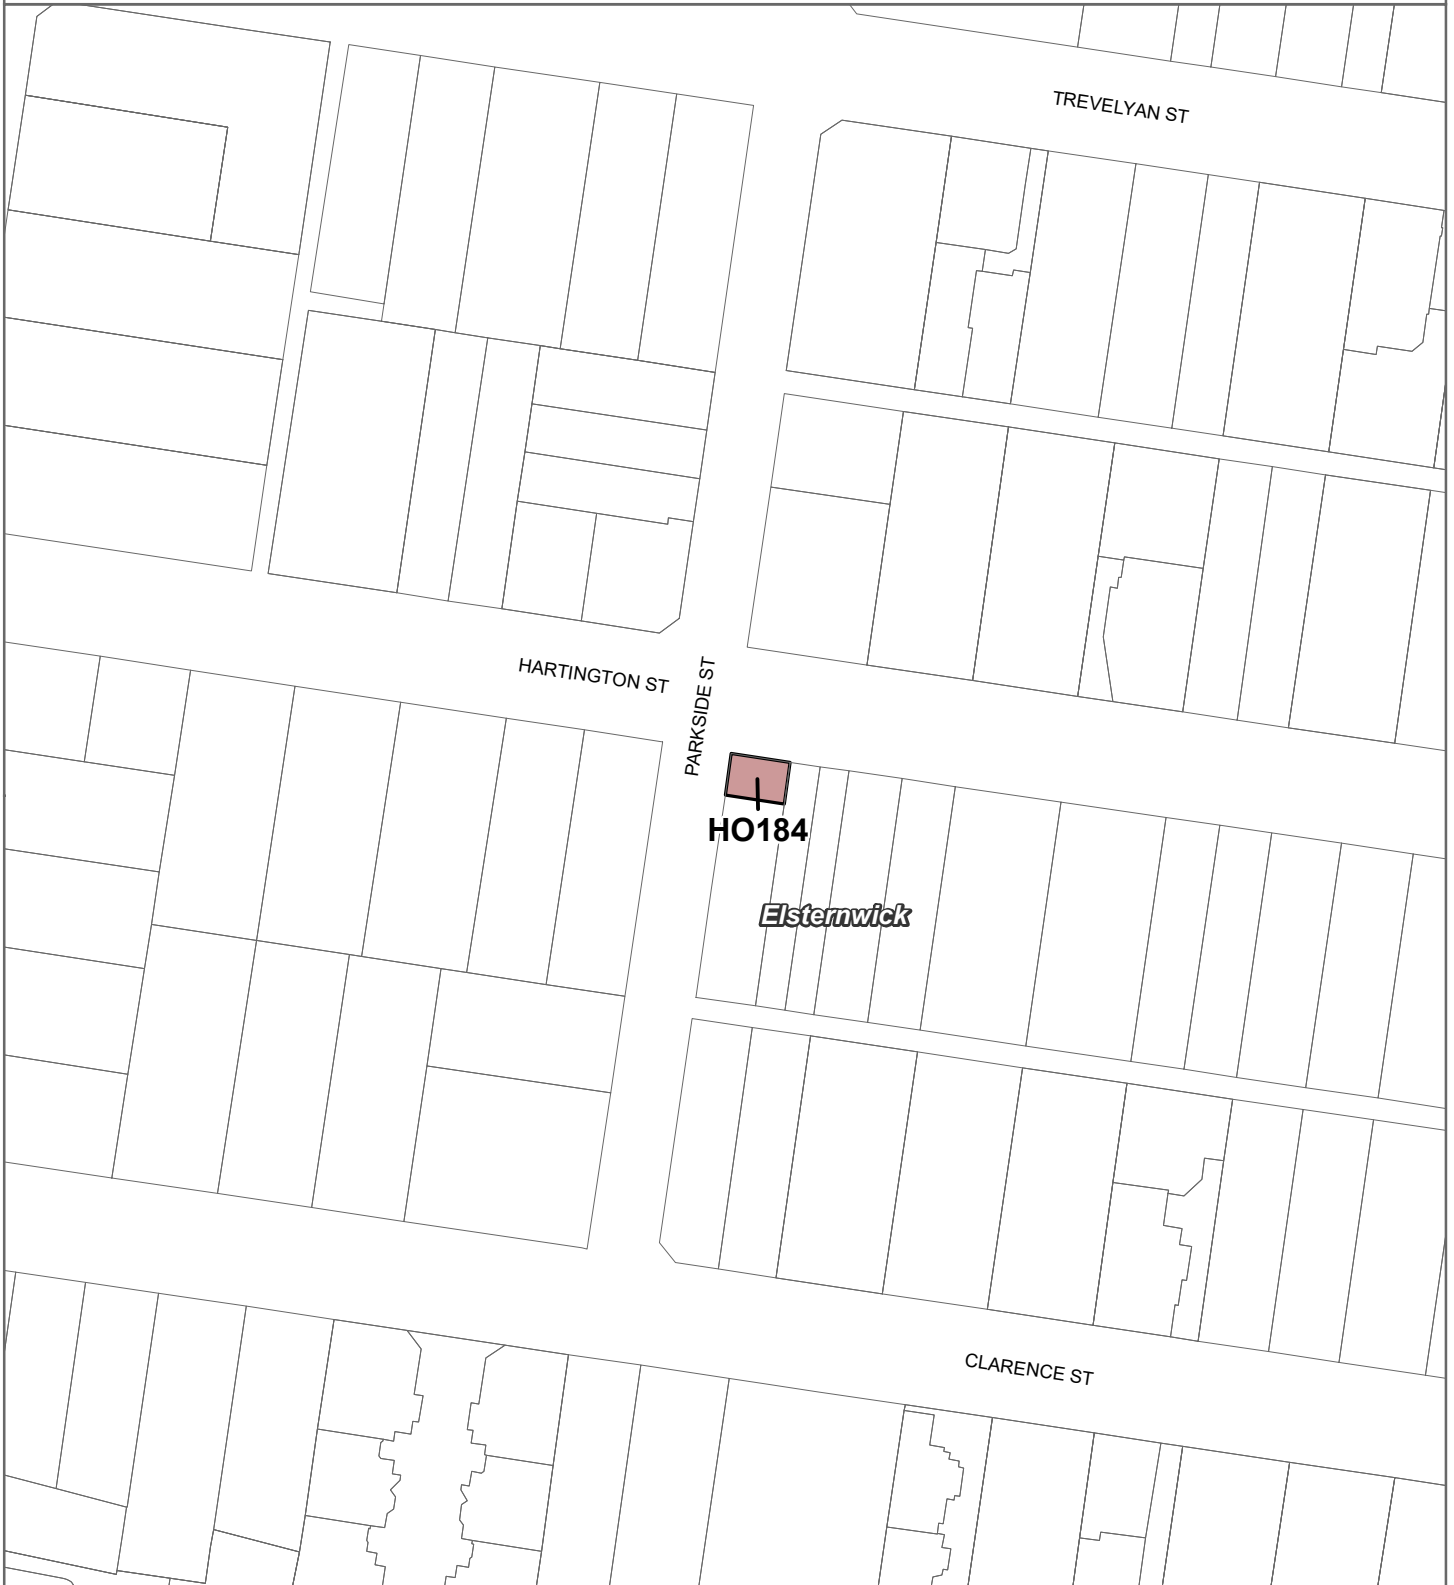 TREVELYAN ST
HARTINGTON ST
PARKSIDE ST
HO184
Elsternwick
CLARENCE ST